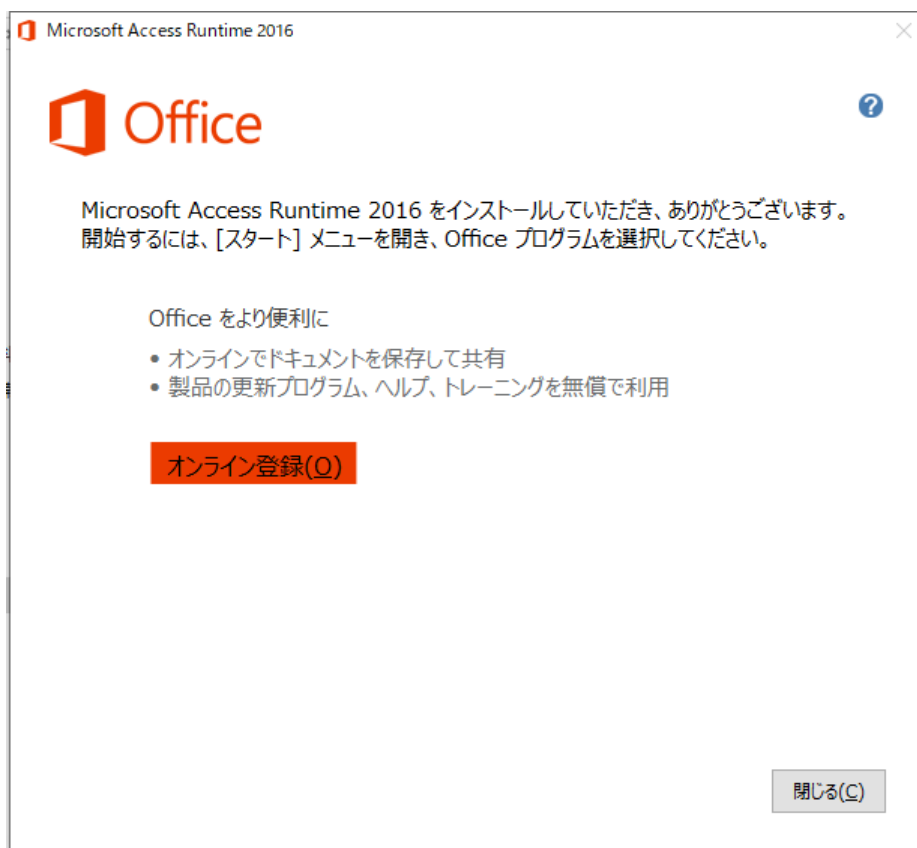 Microsoft Access Runtime 2016
Office
Microsoft Access Runtime 2016 をインストールしていただき、ありがとうございます。
開始するには、[スタート] メニューを開き、Office プログラムを選択してください。
Office をより便利に
• オンラインでドキュメントを保存して共有
• 製品の更新プログラム、ヘルプ、トレーニングを無償で利用
オンライン登録(O)
閉じる(C)